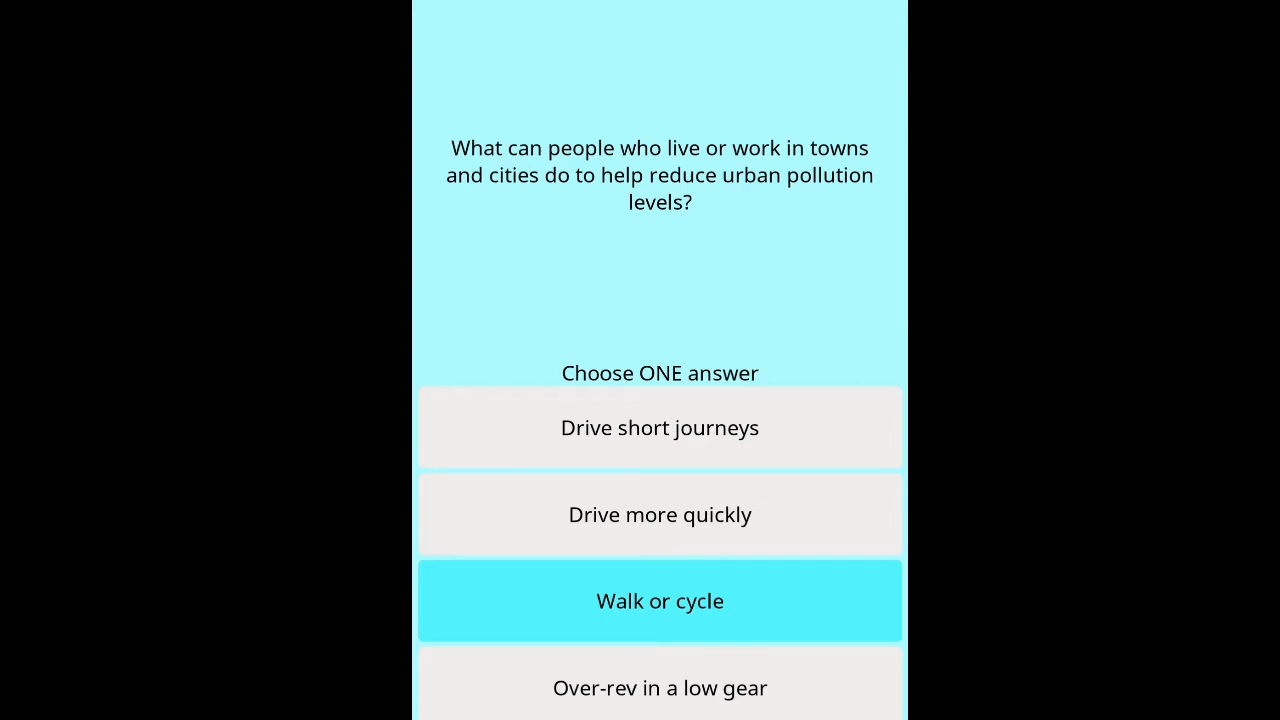 What can people who live or work in towns
and cities do to help reduce urban pollution
levels?
Choose ONE answer
Drive short journeys
Drive more quickly
Walk or cycle
Over-rev in a low gear